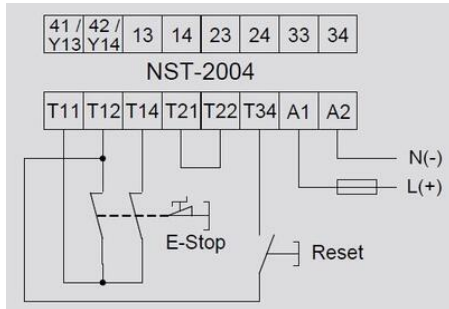 41 / Y13 42 / Y14 13 14 23 24 33 34
NST-2004
T11 T12 T14 T21 T22 T34 A1 A2
N(-)
L(+)
E-Stop
Reset